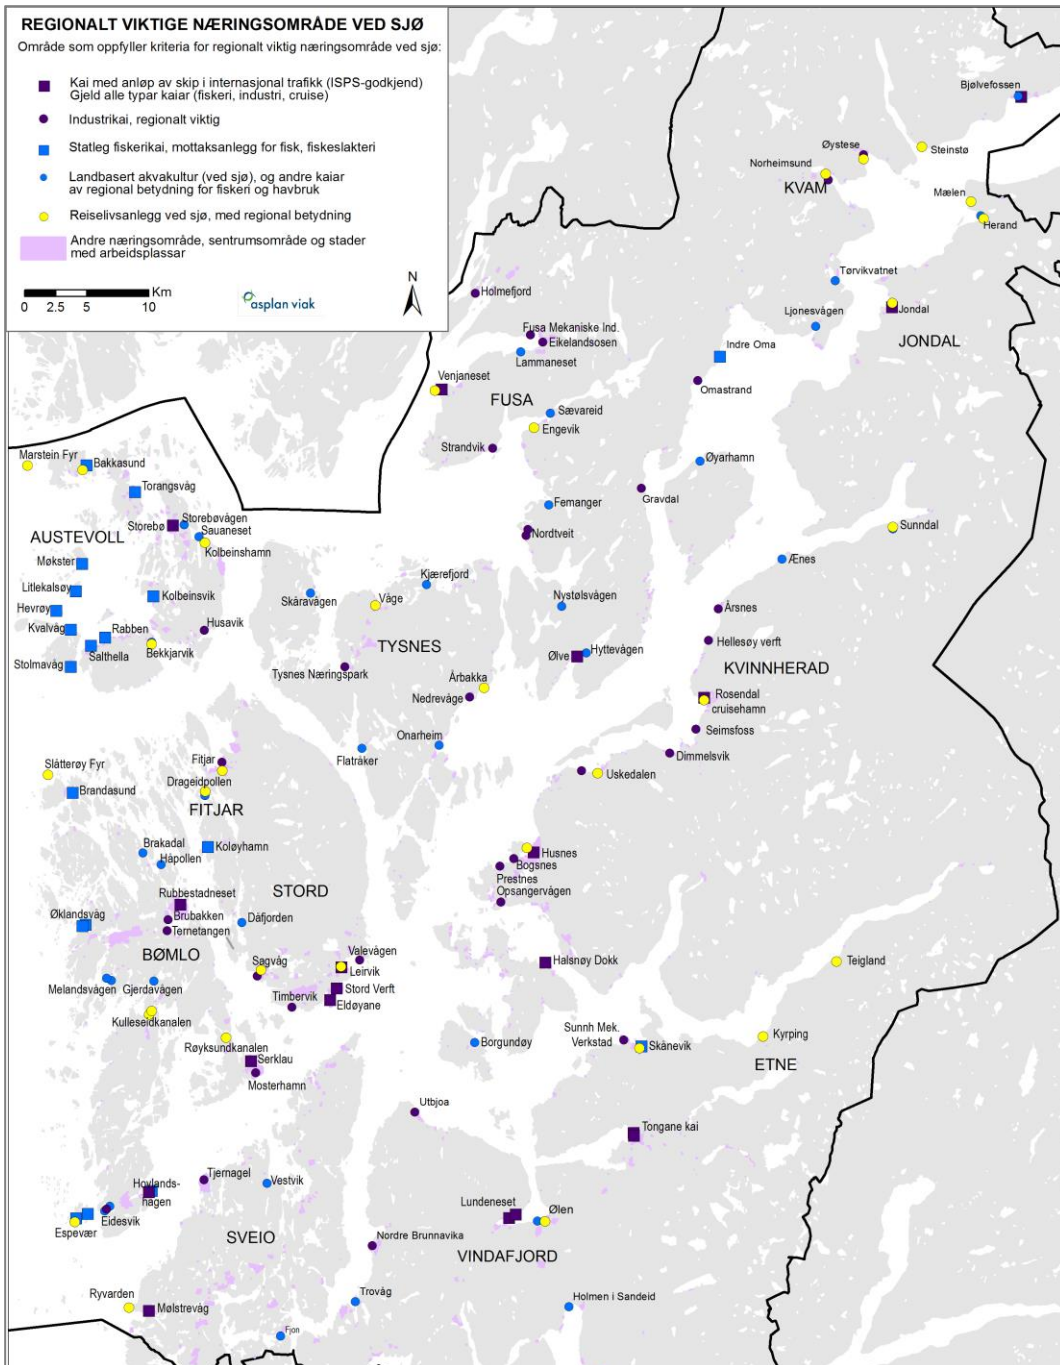 REGIONALT VIKTIGE NÆRINGSOMRÅDE VED SJØ
Område som oppfyller kriteria for regionalt viktig næringsområde ved sjø:
Kai med anløp av skip i internasjonal trafikk (ISPS-godkjend)
Gjeld alle typar kaiar (fiskeri, industri, cruise)
Industrikai, regionalt viktig
Statleg fiskerikai, mottaksanlegg for fisk, fiskeslakteri
Landbasert akvakultur (ved sjø), og andre kaiar
av regional betydning for fiskeri og havbruk
Reiselivsanlegg ved sjø, med regional betydning
Andre næringsområde, sentrumsområde og stader
med arbeidsplassar
N
Km
0 2.5 5 10
asplan viak
Bjølvefossen
Øystese
Steinstø
Norheimsund
KVAM
Mælen
Herand
Tørvikvatnet
Holmefjord
Jondal
Ljonesvågen
Fusa Mekaniske Ind.
Eikelandsosen
JONDAL
Indre Oma
Lammaneset
Venjaneset
Omastrand
FUSA
Sævareid
Engevik
Strandvik
Marstein Fyr
Bakkasund
Øyarhamn
Torangsvåg
Gravdal
Femanger
Storebøvågen
Storebø
Sauaneset
Sunndal
AUSTEVOLL
Nordtveit
Kolbeinshamn
Møkster
Ænes
Kjærefjord
Litlekalsøy
Skåravågen
Kolbeinsvik
Våge
Nystølsvågen
Hevrøy
Årsnes
Kvalvåg
Rabben
Husavik
Hellesøy verft
TYSNES
Salthella
Bekkjarvik
Hyttevågen
Ølve
Stolmavåg
KVINNHERAD
Tysnes Næringspark
Årbakka
Nedrevåge
Rosendal
cruisehamn
Seimsfoss
Onarheim
Flatråker
Dimmelsvik
Fitjar
Slåtterøy Fyr
Uskedalen
Drageidpollen
Brandasund
FITJAR
Brakadal
Koløyhamn
Husnes
Håpollen
Bogsnes
Prestnes
STORD
Opsangervågen
Rubbestadneset
Øklandsvåg
Brubakken
Dåfjorden
Ternetangen
BØMLO
Valevågen
Halsnøy Dokk
Teigland
Søgvåg
Leirvik
Melandsvågen
Gjerdavågen
Stord Verft
Timbervik
Eldøyane
Kulleseidkanalen
Sunnh Mek.
Verkstad
Kyrping
Røyksundkanalen
Borgundøy
Skånevik
Serklau
ETNE
Mosterhamn
Utbjoa
Tongane kai
Tjernagel
Hovlands-
hagen
Vestvik
Lundeneset
Ølen
Eidesvik
Espevær
SVEIO
Nordre Brunnavika
VINDAFJORD
Ryvarden
Mølstrevåg
Trovåg
Holmen i Sandeid
Fjon